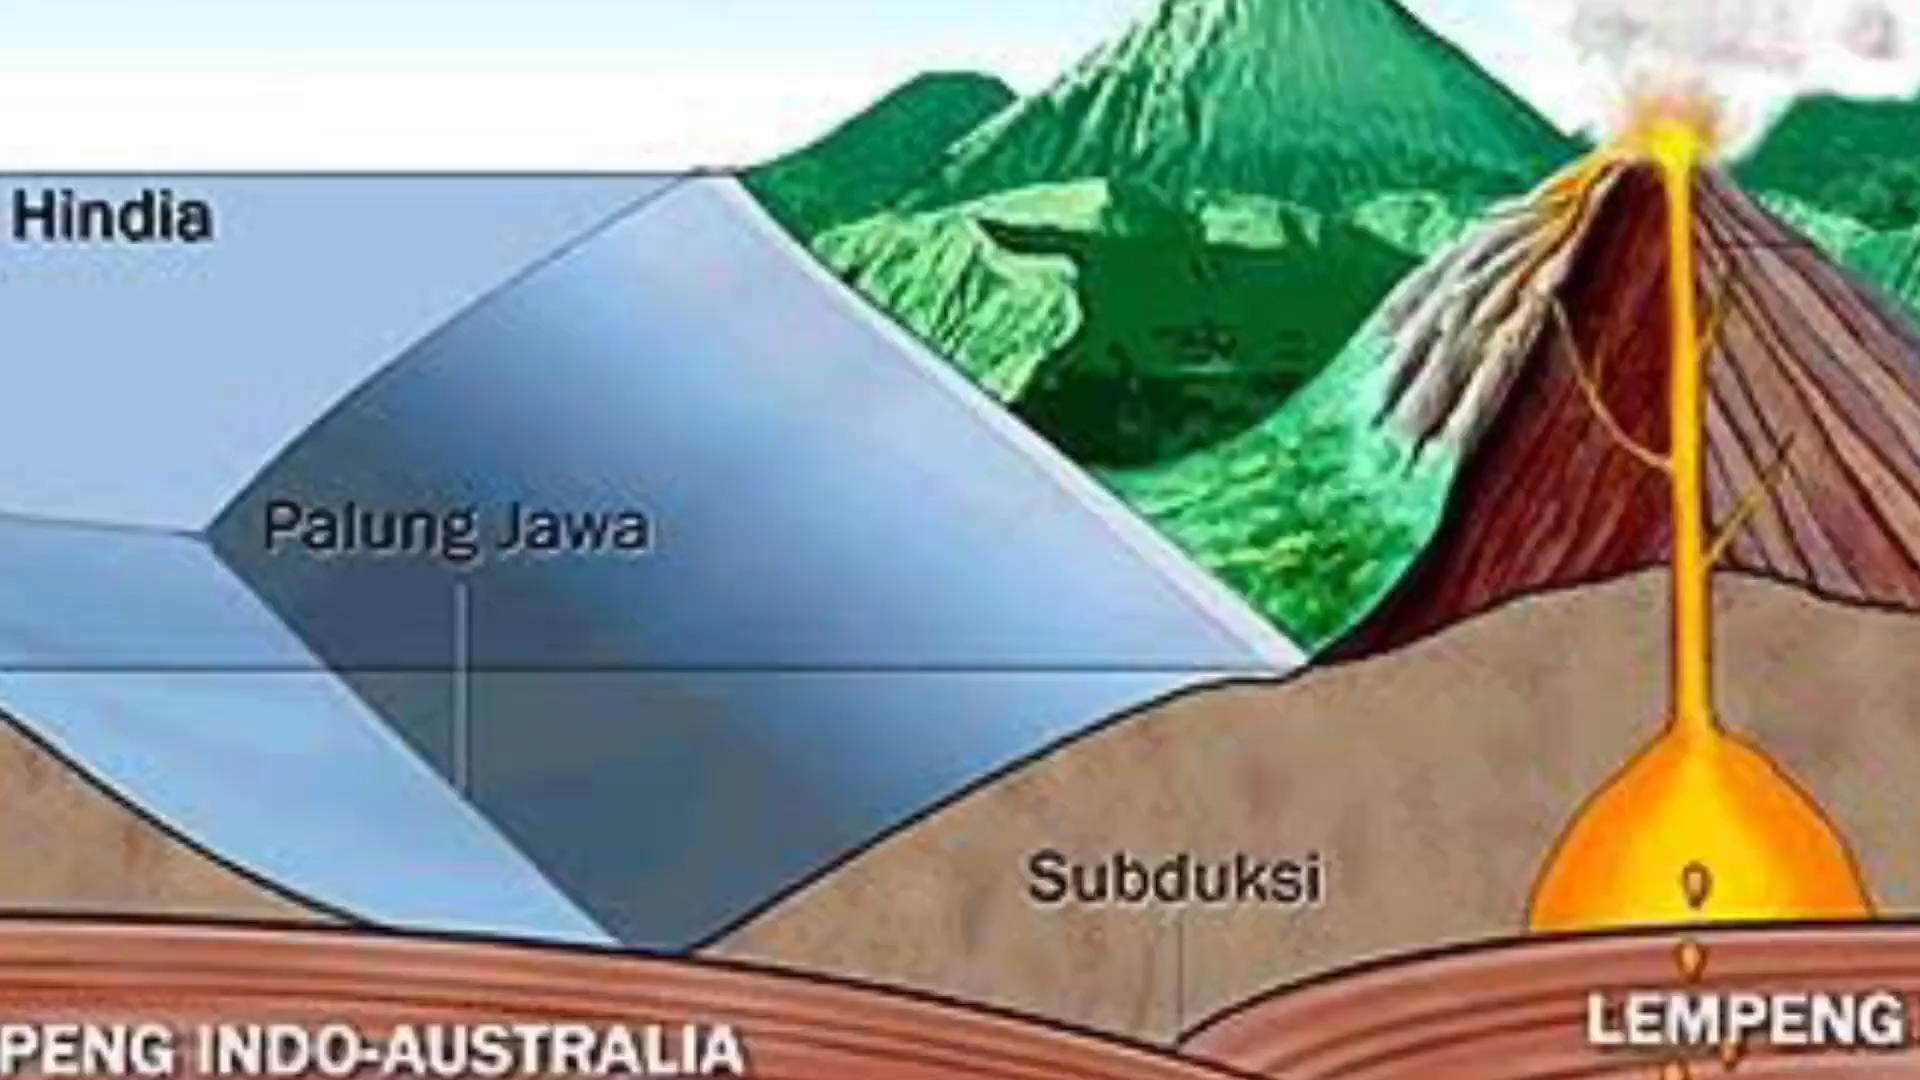 Hindia
Palung Jawa
Subduksi
LEMPENG
PENG INDO-AUSTRALIA